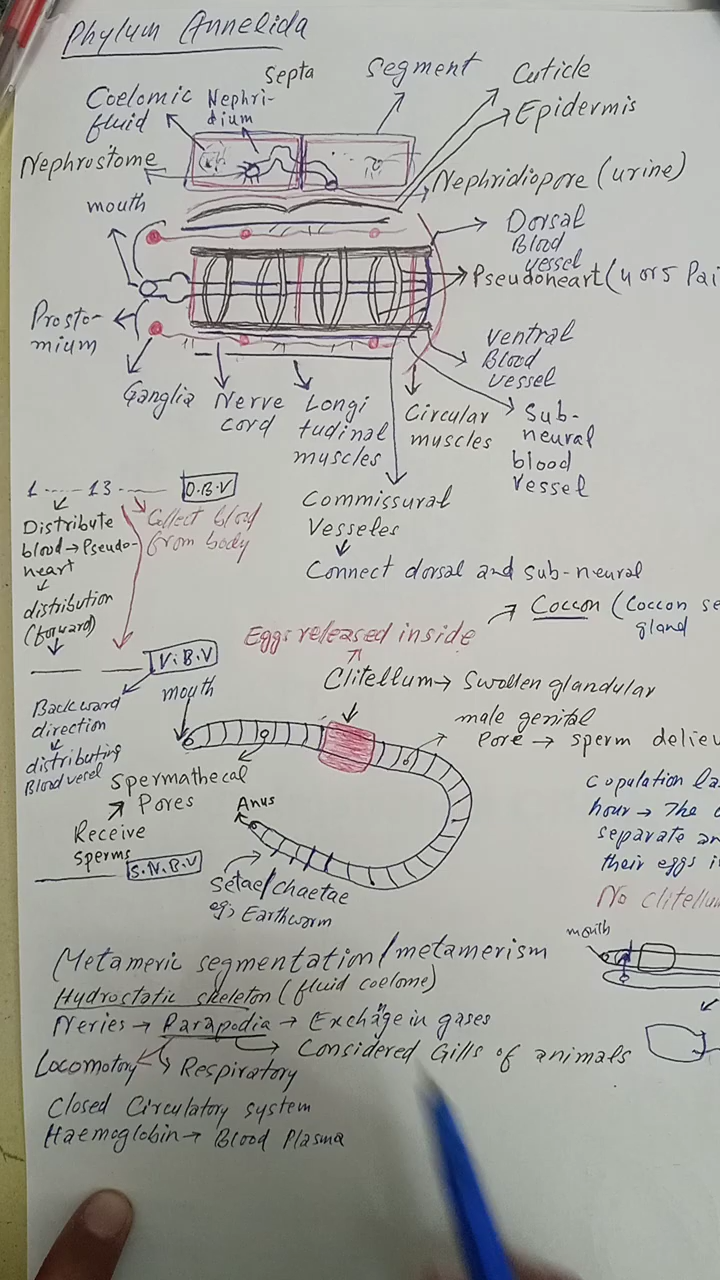 Phylum Annelida
Septa
Segment
Cuticle
Epidermis
Coelomic
fluid
Nephri-
dium
Nephrostome
Nephridiopore (urine)
mouth
Dorsal
Blood
vessel
Pseudoheart (4 or 5 Pai
Prosto-
mium
Ventral
Blood
vessel
Ganglia
Nerve
cord
Longi
tudinal
muscles
Circular
muscles
Sub-
neural
blood
vessel
1 ---- 13 ---- D.B.V
Distribute
blood → Pseudo-
heart
distribution
(forward)
Collect blood
from body
Commissural
Vesseles
Connect dorsal and sub-neural
Coccon (Coccon se
gland
Eggs released inside
V.B.V
Clitellum → Swollen glandular
Backward
direction
distributing
Blood vesel
mouth
male genital
Pore → sperm deliev
Spermathecal
Pores
Receive
sperms
S.N.B.V
Anus
Setae/chaetae
eg; Earthworm
copulation la
hour → The
separate an
their eggs i
No clitellu
mouth
Metameric segmentation/metamerism
Hydrostatic skeleton (fluid coelome)
Neries → Parapodia → Exchange in gases
Considered Gills of animals
Locomotory
Respiratory
Closed Circulatory system
Haemoglobin → Blood Plasma